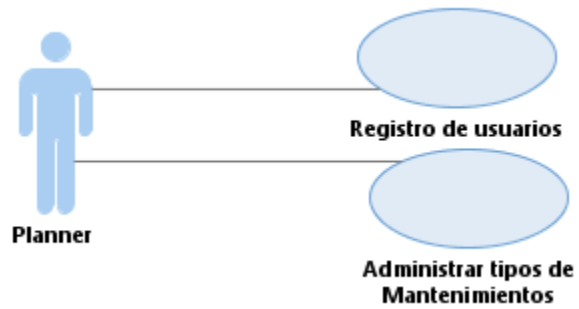 Registro de usuarios
Planner
Administrar tipos de
Mantenimientos